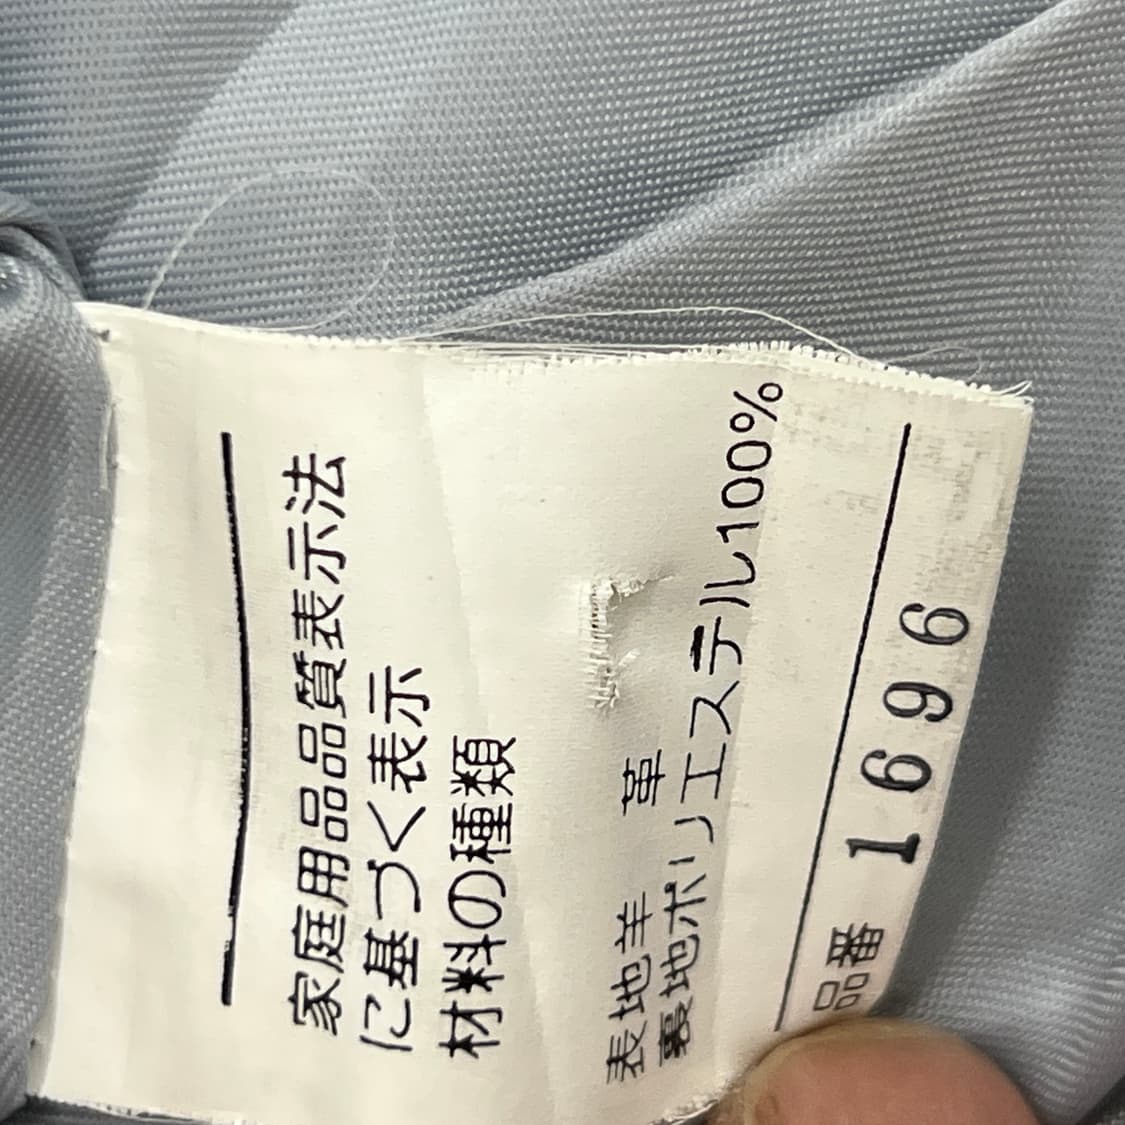 家庭用品品質表示法
に基づく表示
材料の種類
表地羊 革
裏地ポリエステル100%
品番 1696